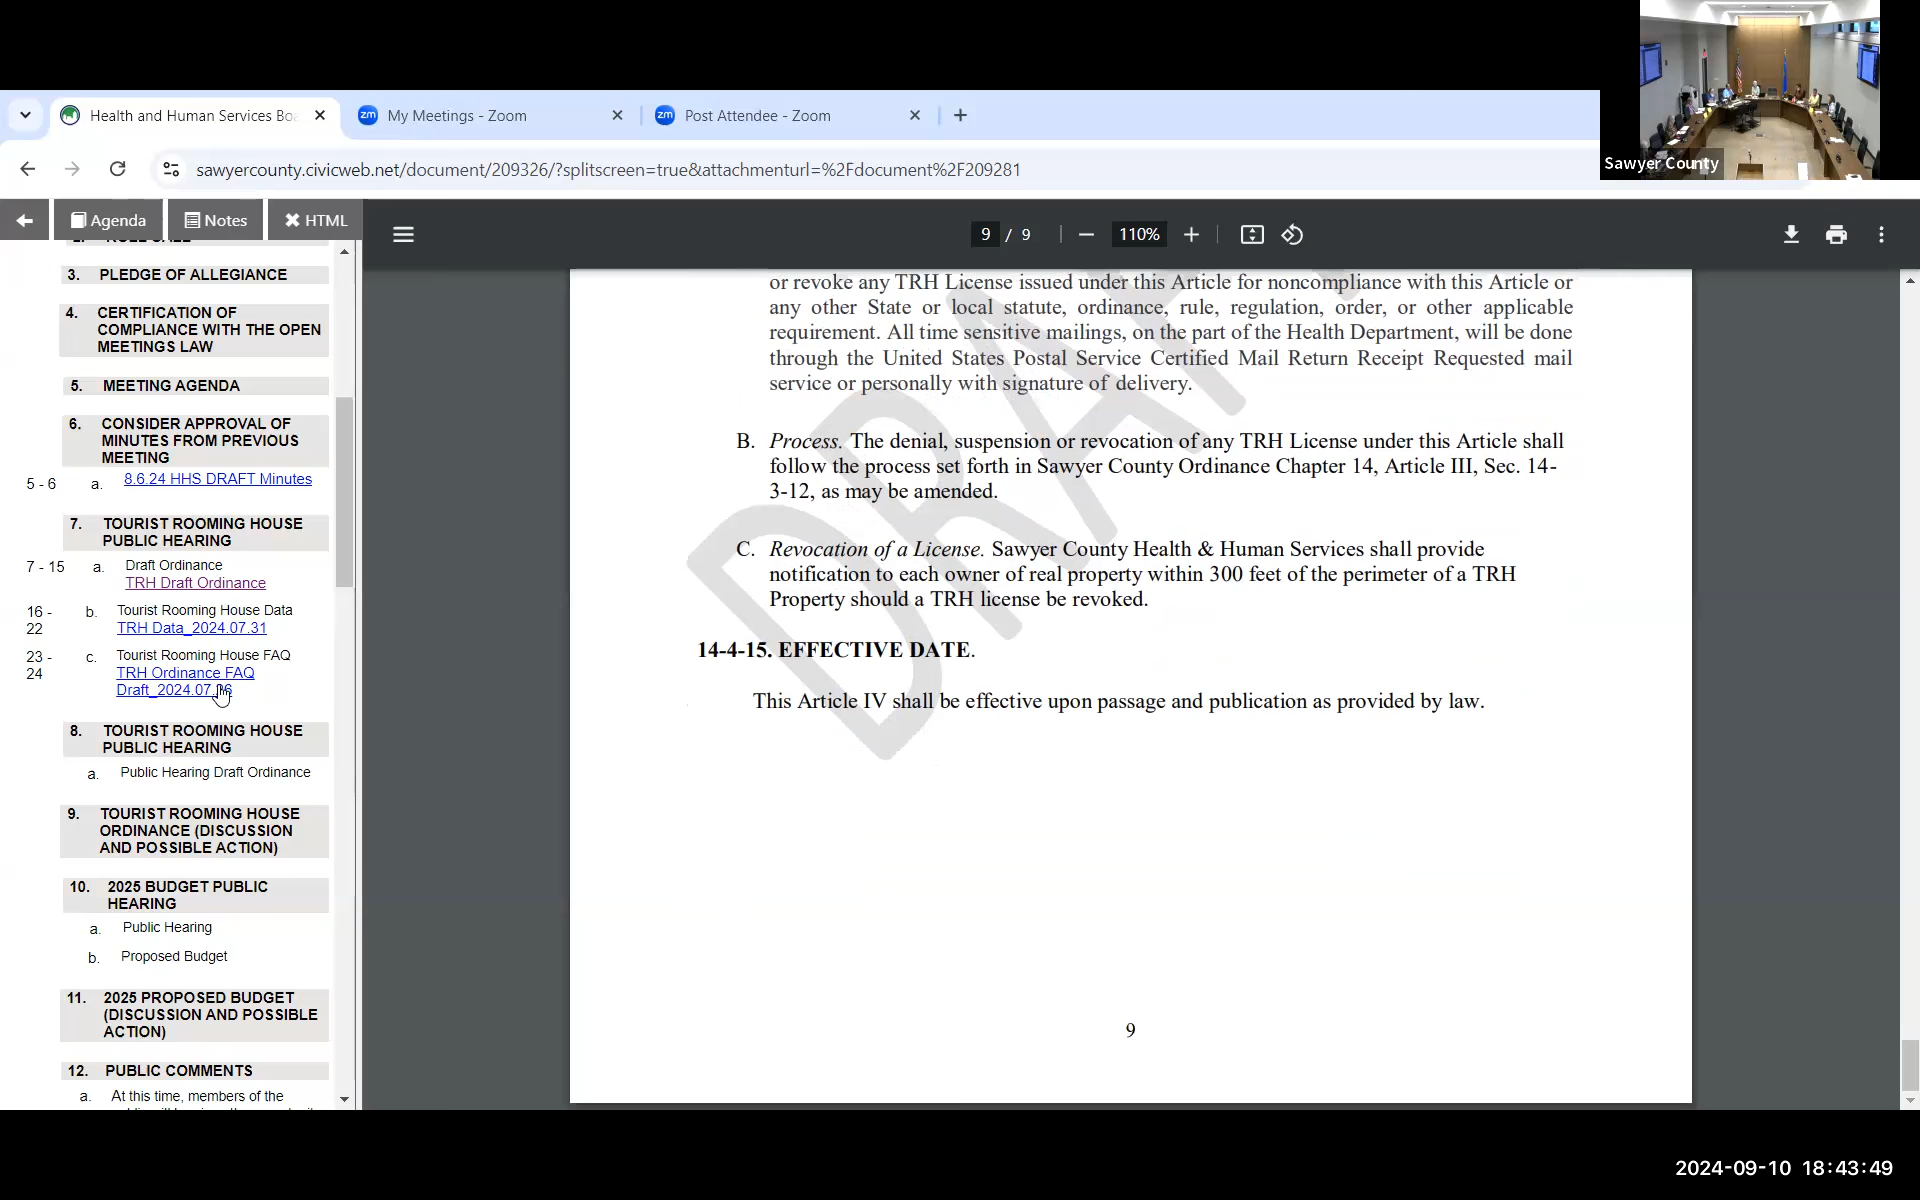 Sawyer County
Health and Human Services Boa
My Meetings - Zoom
Post Attendee - Zoom
sawyercounty.civicweb.net/document/209326/?splitscreen=true&attachmenturl=%2Fdocument%2F209281
Agenda
Notes
HTML
9 / 9
110%
3. PLEDGE OF ALLEGIANCE
4. CERTIFICATION OF
COMPLIANCE WITH THE OPEN
MEETINGS LAW
5. MEETING AGENDA
6. CONSIDER APPROVAL OF
MINUTES FROM PREVIOUS
MEETING
5 - 6 a. 8.6.24 HHS DRAFT Minutes
7. TOURIST ROOMING HOUSE
PUBLIC HEARING
7 - 15 a. Draft Ordinance
TRH Draft Ordinance
16 - b. Tourist Rooming House Data
22 TRH Data_2024.07.31
23 - c. Tourist Rooming House FAQ
24 TRH Ordinance FAQ
Draft_2024.07.
8. TOURIST ROOMING HOUSE
PUBLIC HEARING
a. Public Hearing Draft Ordinance
9. TOURIST ROOMING HOUSE
ORDINANCE (DISCUSSION
AND POSSIBLE ACTION)
10. 2025 BUDGET PUBLIC
HEARING
a. Public Hearing
b. Proposed Budget
11. 2025 PROPOSED BUDGET
(DISCUSSION AND POSSIBLE
ACTION)
12. PUBLIC COMMENTS
a. At this time, members of the
DRAFT
or revoke any TRH License issued under this Article for noncompliance with this Article or
any other State or local statute, ordinance, rule, regulation, order, or other applicable
requirement. All time sensitive mailings, on the part of the Health Department, will be done
through the United States Postal Service Certified Mail Return Receipt Requested mail
service or personally with signature of delivery.
B. Process. The denial, suspension or revocation of any TRH License under this Article shall
follow the process set forth in Sawyer County Ordinance Chapter 14, Article III, Sec. 14-
3-12, as may be amended.
C. Revocation of a License. Sawyer County Health & Human Services shall provide
notification to each owner of real property within 300 feet of the perimeter of a TRH
Property should a TRH license be revoked.
14-4-15. EFFECTIVE DATE.
This Article IV shall be effective upon passage and publication as provided by law.
9
2024-09-10 18:43:49